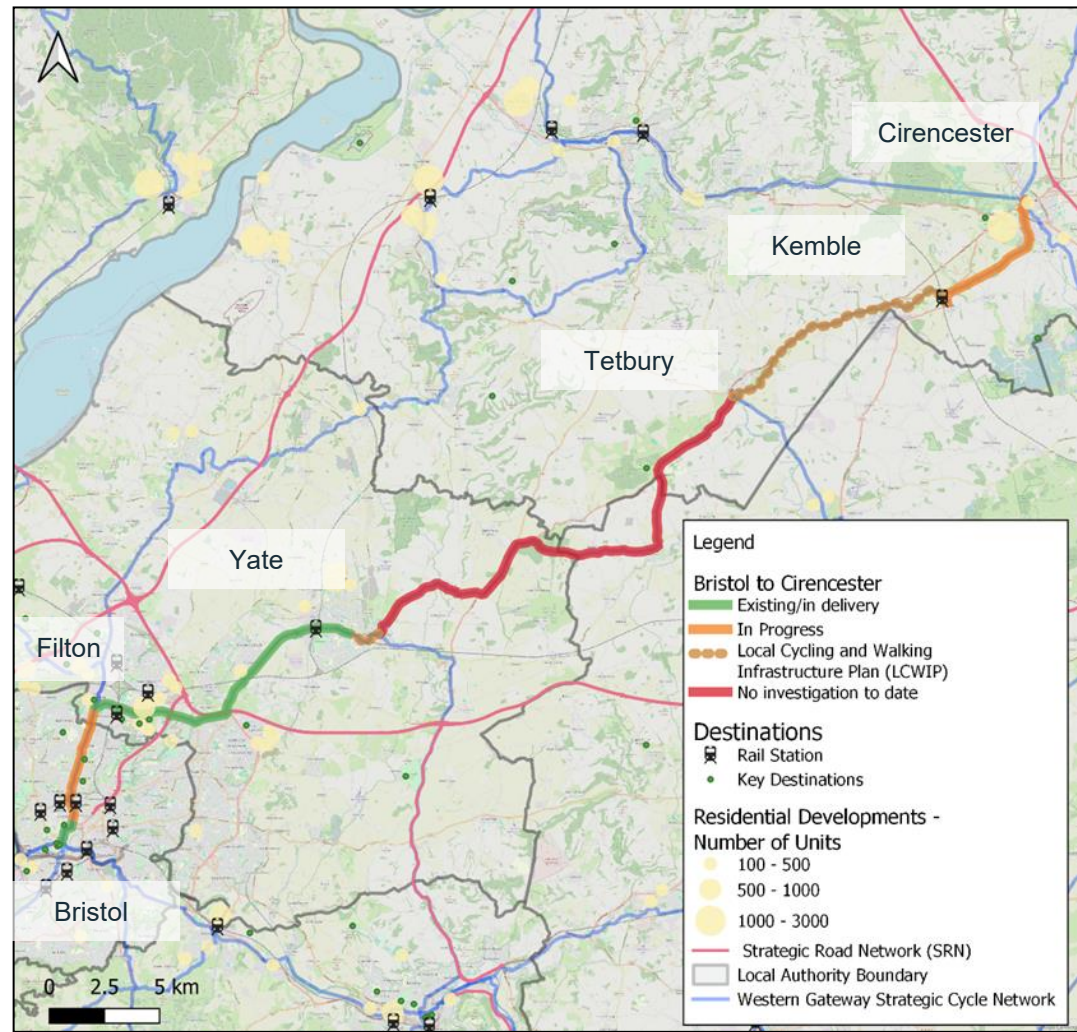 Cirencester
Kemble
Tetbury
Yate
Filton
Bristol
0 2.5 5 km
Legend
Bristol to Cirencester
Existing/in delivery
In Progress
Local Cycling and Walking
Infrastructure Plan (LCWIP)
No investigation to date
Destinations
Rail Station
Key Destinations
Residential Developments -
Number of Units
100 - 500
500 - 1000
1000 - 3000
Strategic Road Network (SRN)
Local Authority Boundary
Western Gateway Strategic Cycle Network